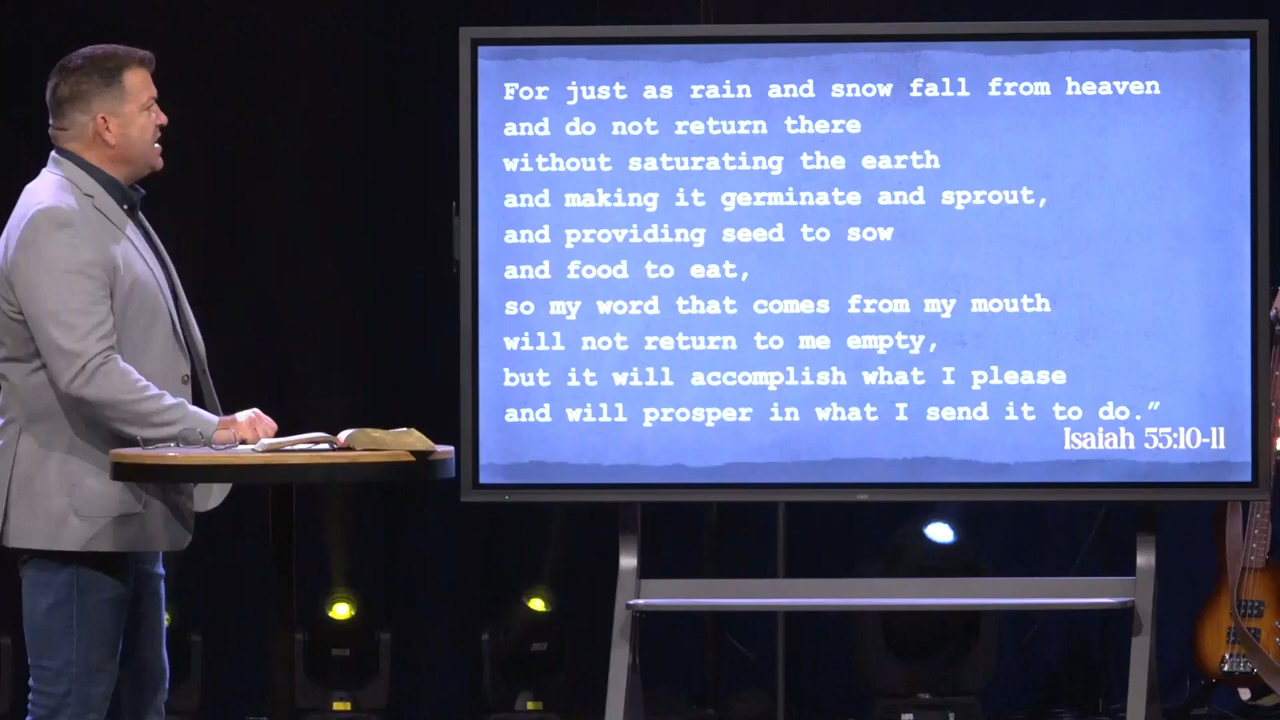 For just as rain and snow fall from heaven
and do not return there
without saturating the earth
and making it germinate and sprout,
and providing seed to sow
and food to eat,
so my word that comes from my mouth
will not return to me empty,
but it will accomplish what I please
and will prosper in what I send it to do.”
Isaiah 55:10-11